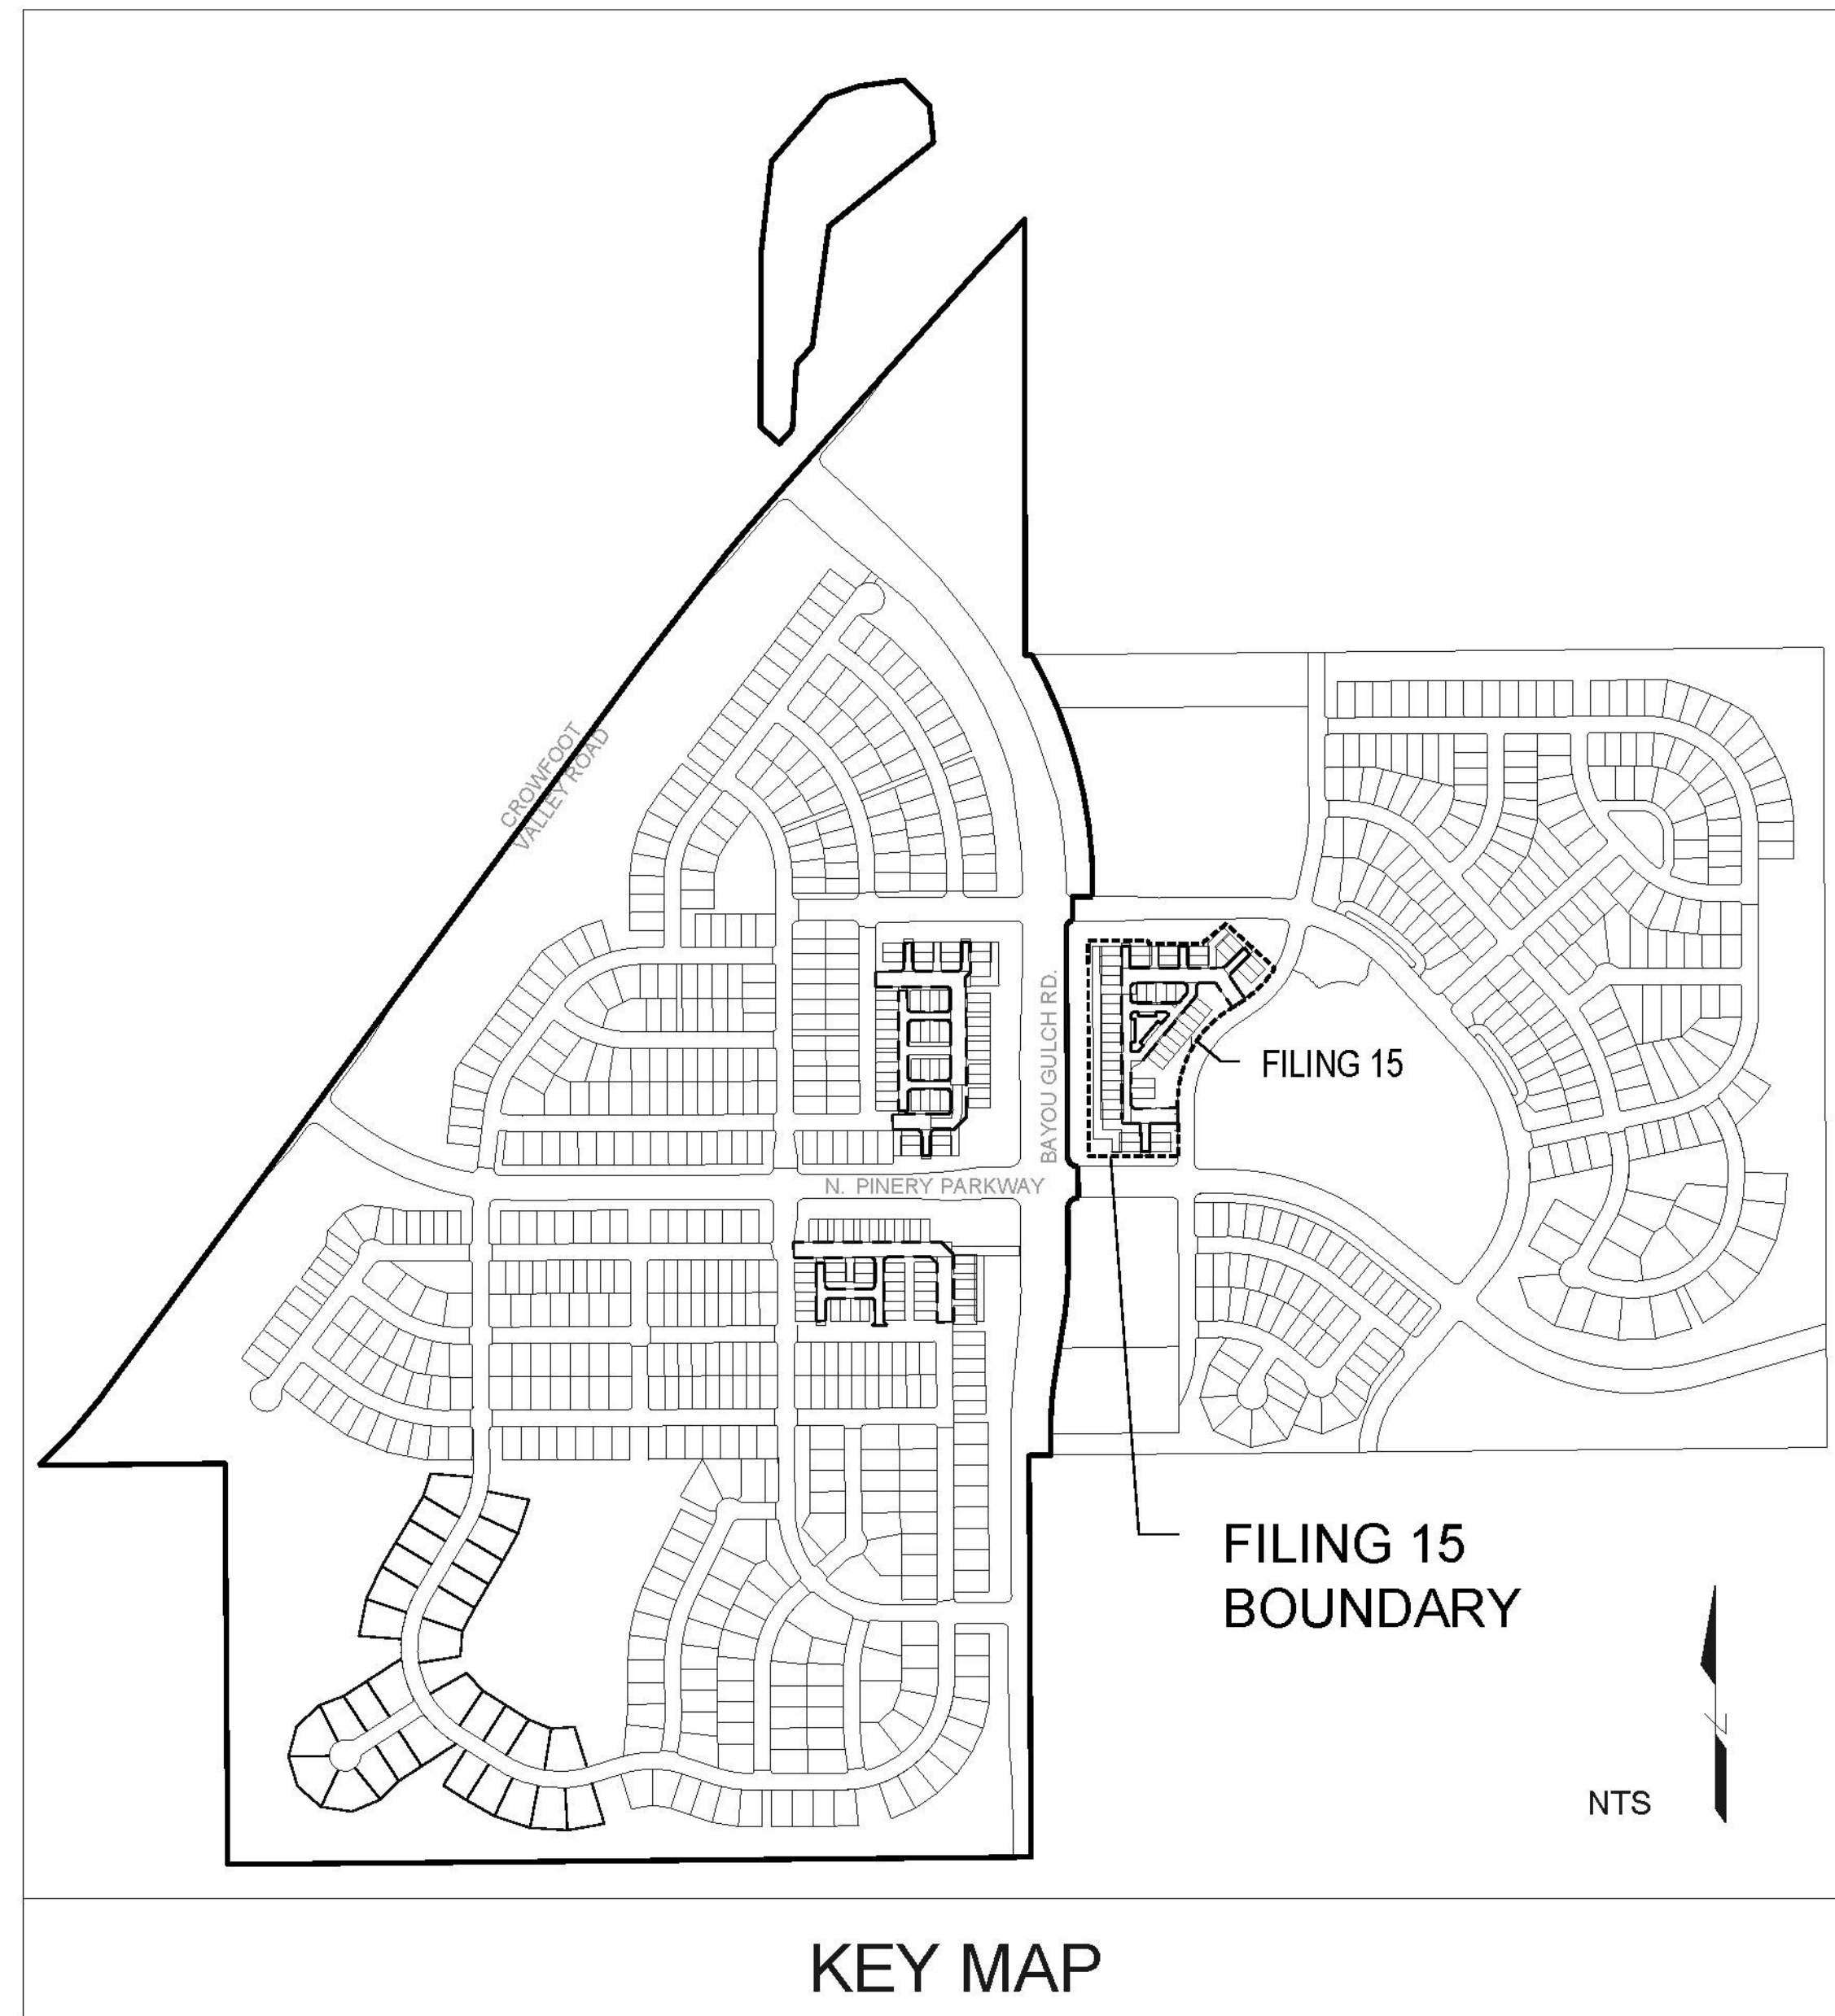 CROWFOOT
VALLEY ROAD
BAYOU GULCH RD.
FILING 15
N. PINERY PARKWAY
FILING 15
BOUNDARY
NTS
KEY MAP